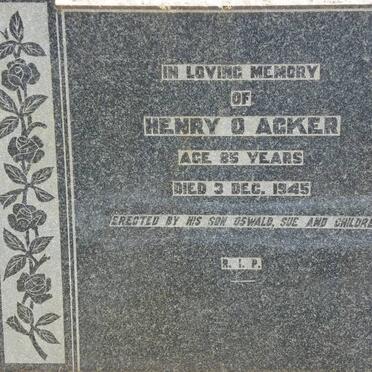 IN LOVING MEMORY
OF
HENRY O ACKER
AGE 85 YEARS
DIED 3 DEC. 1945
ERECTED BY HIS SON OSWALD, SUE AND CHILDRE
R. I. P.